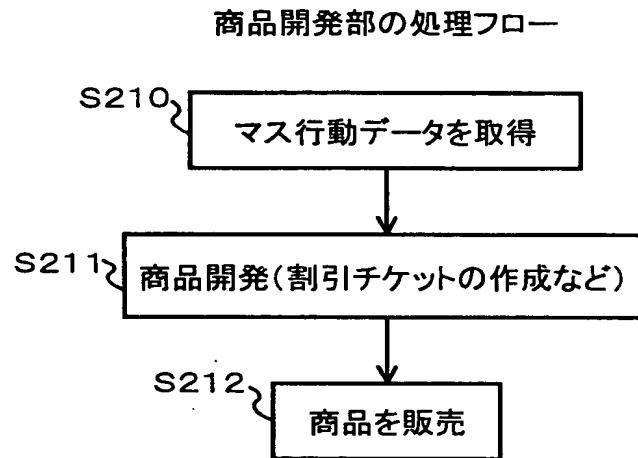 商品開発部の処理フロー
S210
マス行動データを取得
S211
商品開発(割引チケットの作成など)
S212
商品を販売